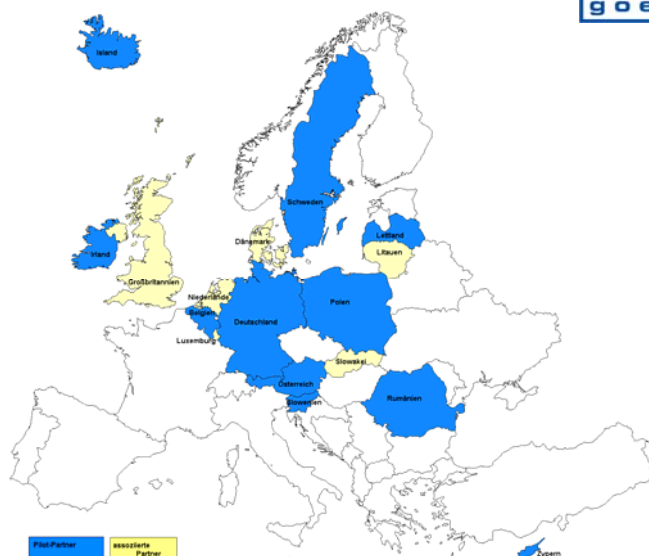 goe
Island
Schweden
Lettland
Litauen
Dänemark
Irland
Großbritannien
Niederlande
Belgien
Luxemburg
Deutschland
Polen
Slowakei
Österreich
Slowenien
Rumänien
Zypern
Pilot-Partner
assoziierte
Partner